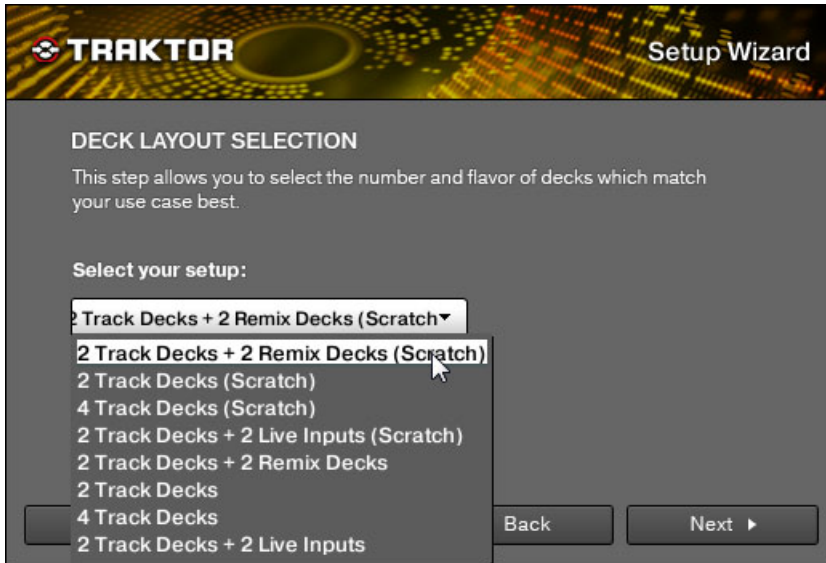 TRAKTOR
Setup Wizard
DECK LAYOUT SELECTION
This step allows you to select the number and flavor of decks which match
your use case best.
Select your setup:
2 Track Decks + 2 Remix Decks (Scratch
2 Track Decks + 2 Remix Decks (Scratch)
2 Track Decks (Scratch)
4 Track Decks (Scratch)
2 Track Decks + 2 Live Inputs (Scratch)
2 Track Decks + 2 Remix Decks
2 Track Decks
4 Track Decks
2 Track Decks + 2 Live Inputs
Back
Next